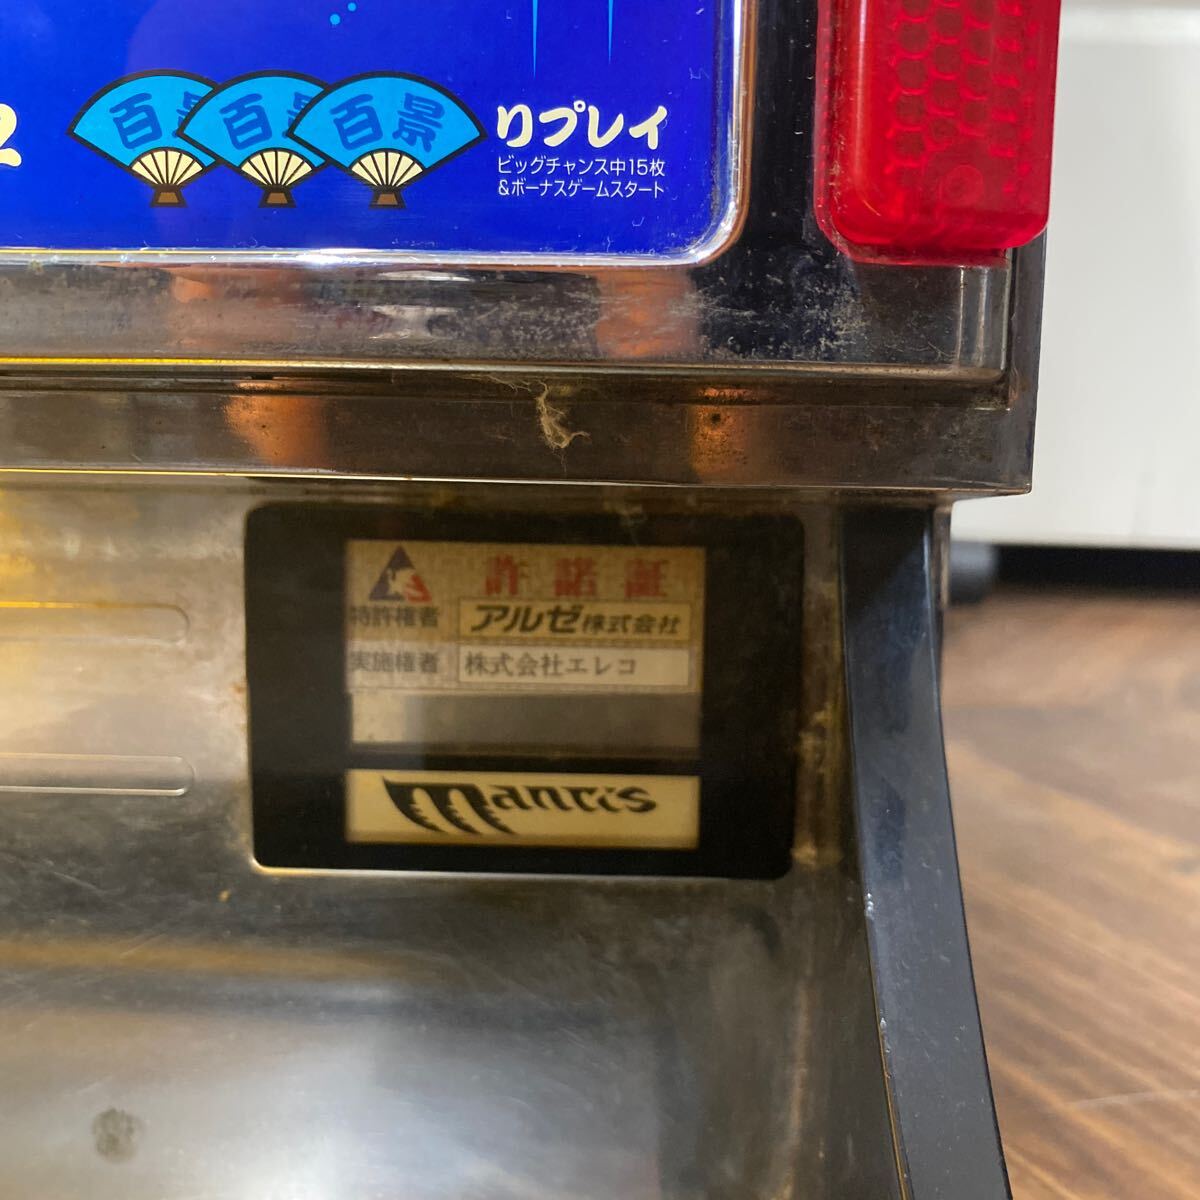 2
百景 百景 百景
りプレイ
ビッグチャンス中15枚
&ボーナスゲームスタート
許諾証
特許権者 アルゼ株式会社
実施権者 株式会社エレコ
Mantis